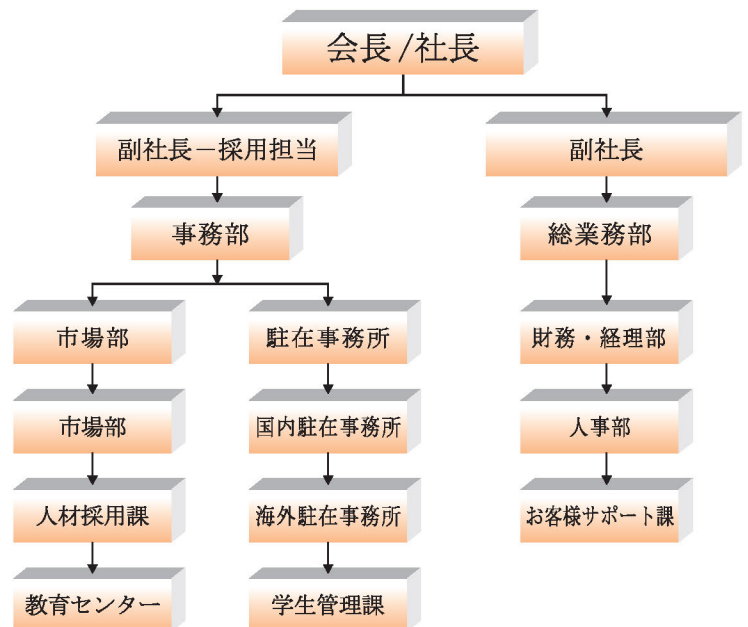 会長/社長
副社長－採用担当
副社長
事務部
総業務部
市場部
駐在事務所
財務・経理部
市場部
国内駐在事務所
人事部
人材採用課
海外駐在事務所
お客様サポート課
教育センター
学生管理課